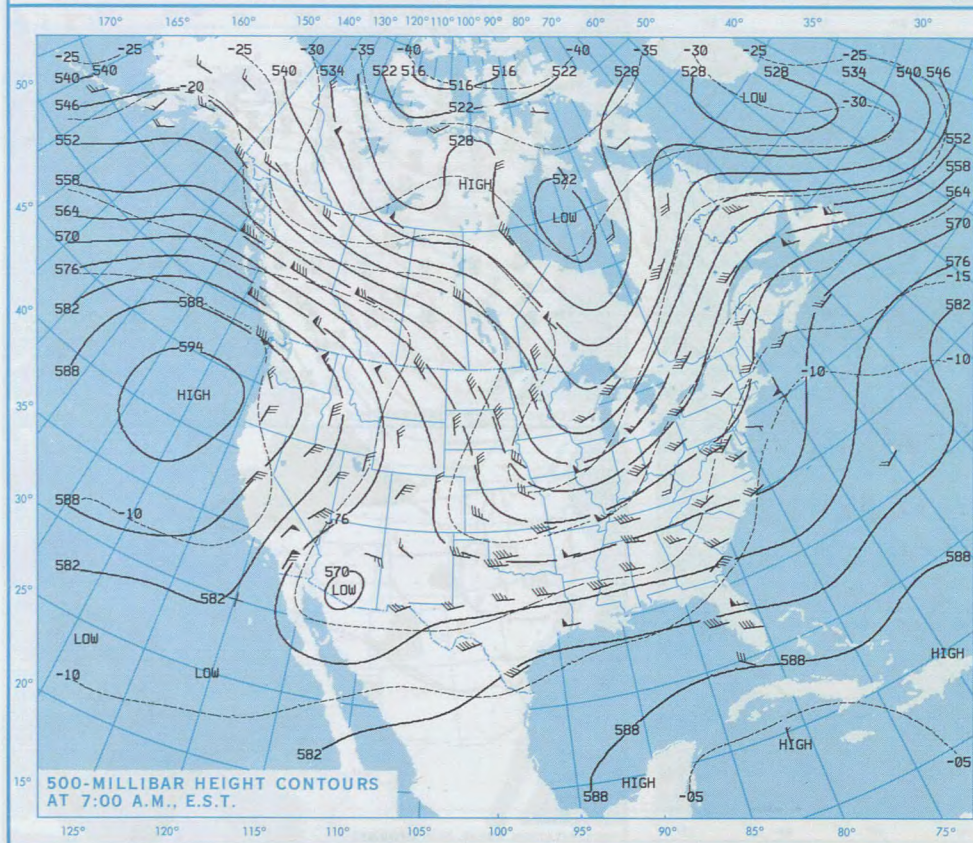 170° 165° 160° 150° 140° 130° 120° 110° 100° 90° 80° 70° 60° 50° 40° 35° 30°
-25 -25 -30 -35 -40 -40 -35 -30 -25 -25
540 540 540 534 522 516 516 522 528 528 528 534 540 546
-20 516 LOW -30
50°
546 522
552 528 552
558 HIGH 522 558
45° 564 LOW 564
570 570
576 576
-15
40° 582 588
582
594 -10 -10
588
HIGH
35°
30°
588 -10
576
582 570 588
25° 582 LOW
LOW
LOW 588 HIGH
20° -10
588
582 HIGH
-05
15° HIGH
588 -05
500-MILLIBAR HEIGHT CONTOURS
AT 7:00 A.M., E.S.T.
125° 120° 115° 110° 105° 100° 95° 90° 85° 80° 75°